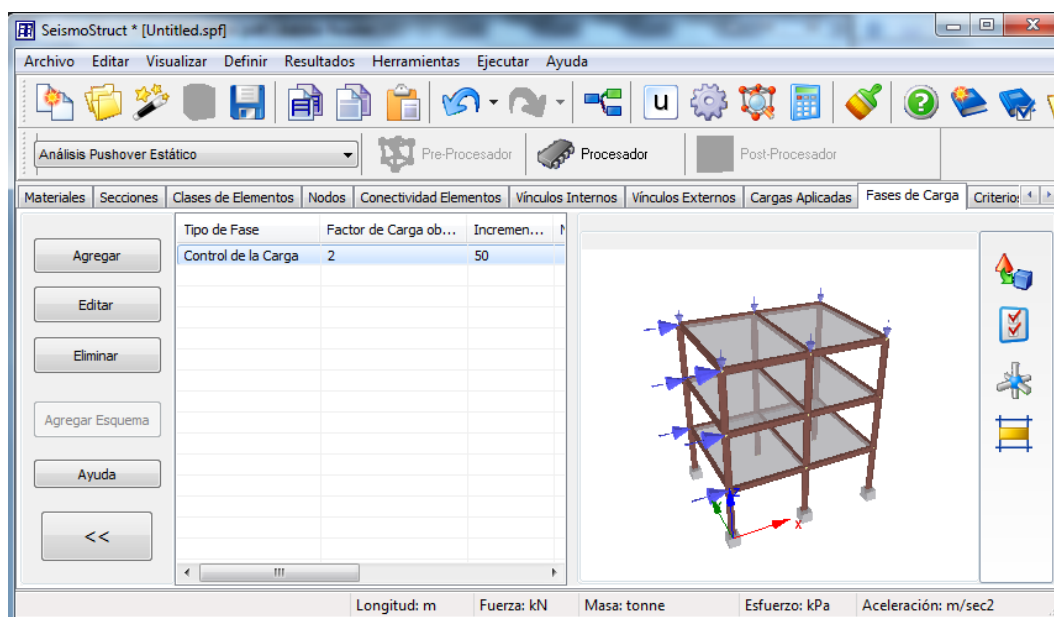 SeismoStruct * [Untitled.spf]
Archivo Editar Visualizar Definir Resultados Herramientas Ejecutar Ayuda
u
Análisis Pushover Estático Pre-Procesador Procesador Post-Procesador
Materiales Secciones Clases de Elementos Nodos Conectividad Elementos Vínculos Internos Vínculos Externos Cargas Aplicadas Fases de Carga
Tipo de Fase Factor de Carga ob... Incremen...
Agregar Control de la Carga 2 50
Editar
Eliminar
Agregar Esquema
Ayuda
<<
X
Longitud: m Fuerza: kN Masa: tonne Esfuerzo: kPa Aceleración: m/sec2